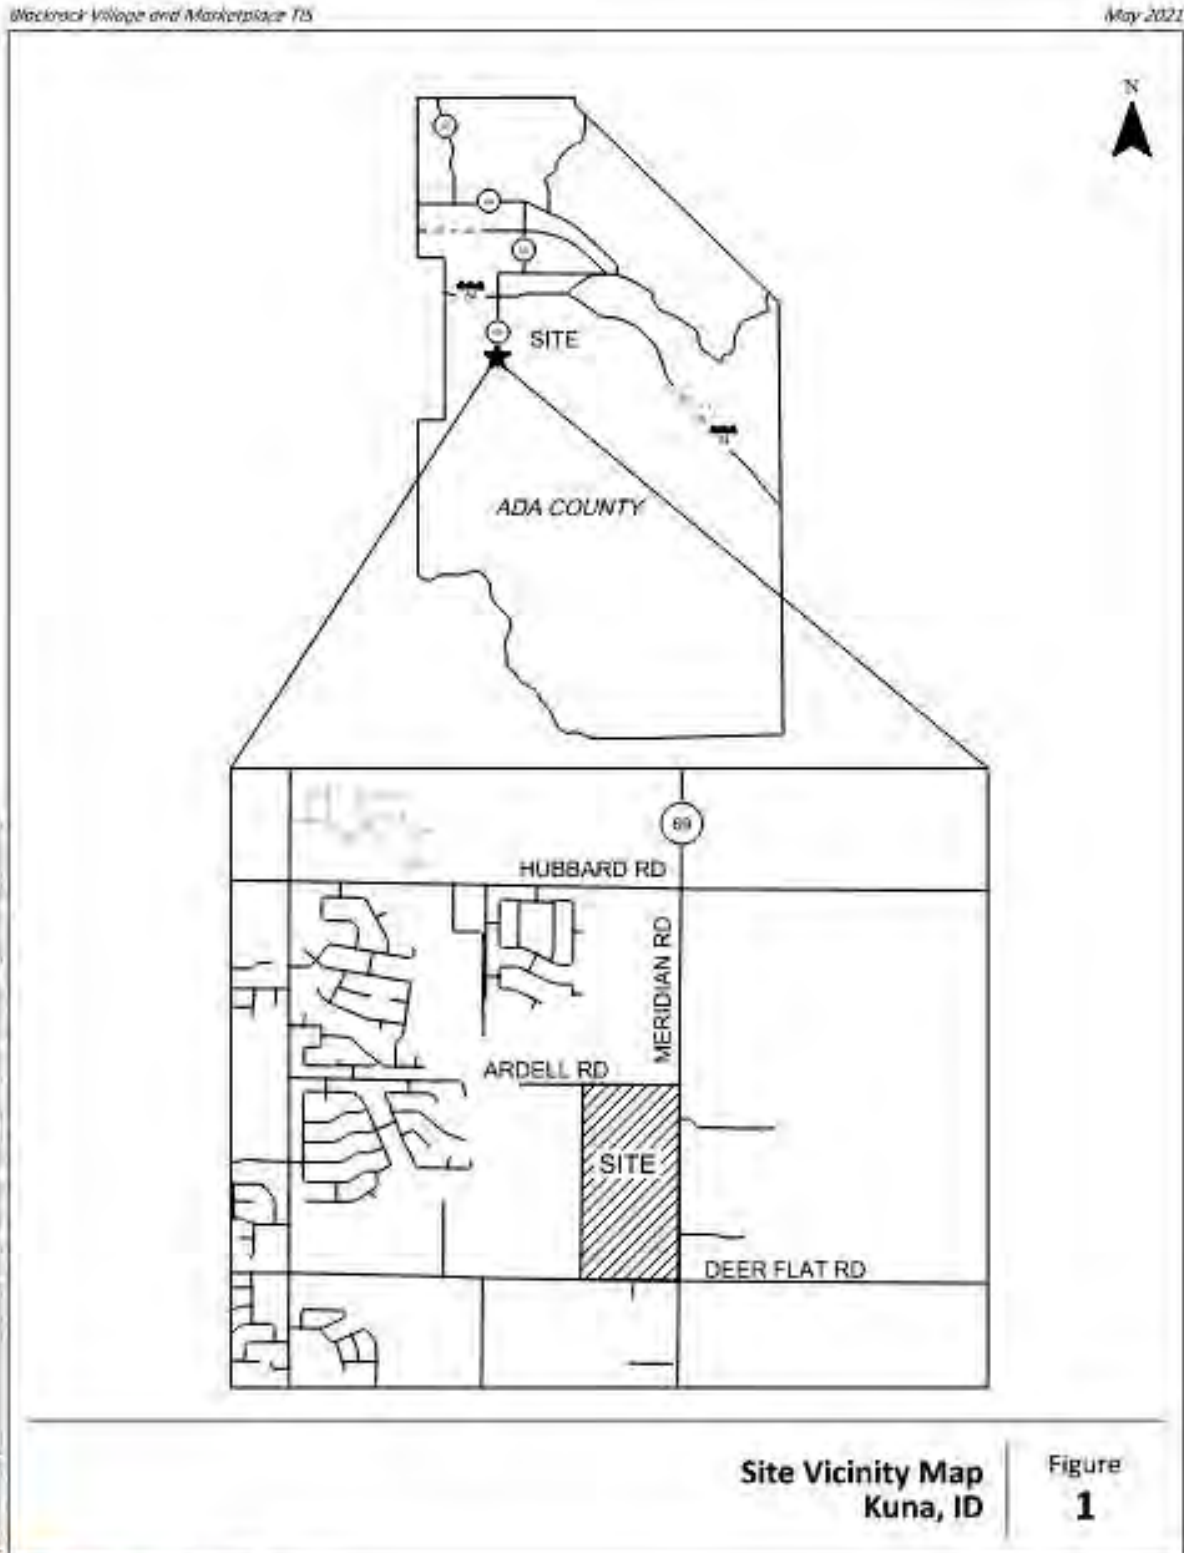 Blackrock Village and Marketplace TIS
May 2021
N
SITE
ADA COUNTY
69
HUBBARD RD
MERIDIAN RD
ARDELL RD
SITE
DEER FLAT RD
Site Vicinity Map
Kuna, ID
Figure
1